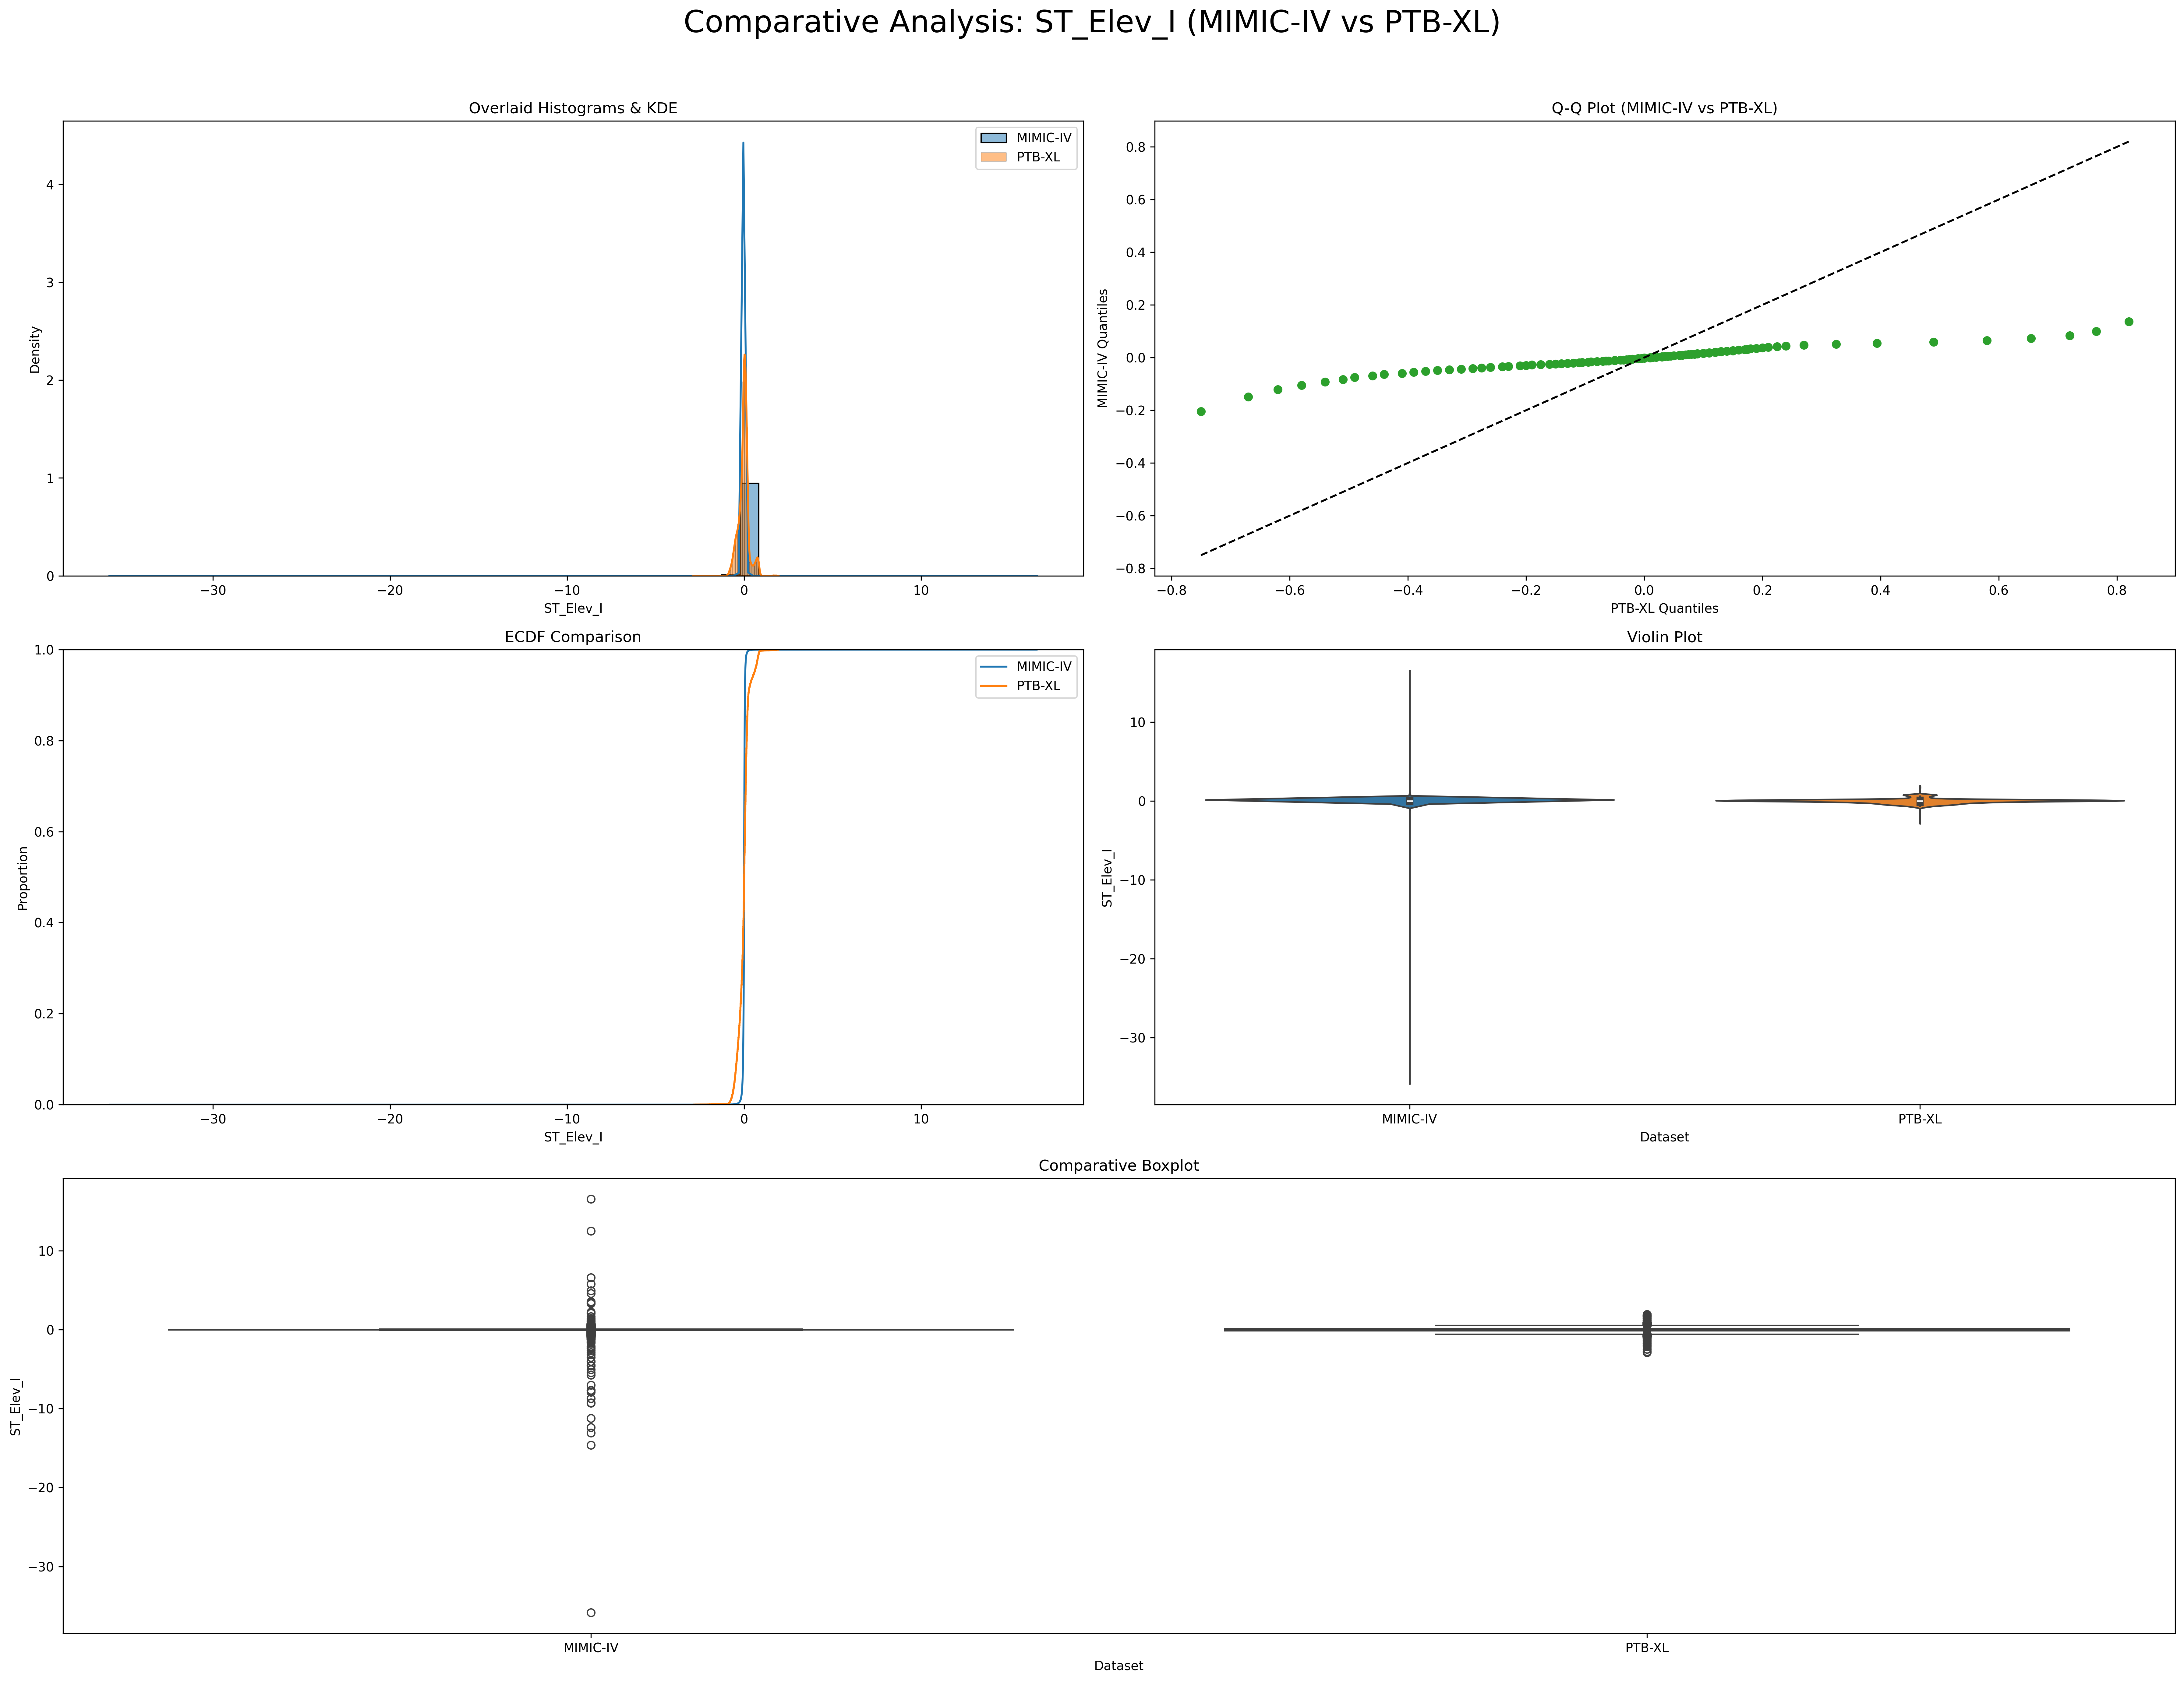 Comparative Analysis: ST_Elev_I (MIMIC-IV vs PTB-XL)
Overlaid Histograms & KDE
Density
4
3
2
1
0
MIMIC-IV
PTB-XL
−30 −20 −10 0 10
ST_Elev_I
Q-Q Plot (MIMIC-IV vs PTB-XL)
MIMIC-IV Quantiles
0.8
0.6
0.4
0.2
0.0
−0.2
−0.4
−0.6
−0.8
−0.8 −0.6 −0.4 −0.2 0.0 0.2 0.4 0.6 0.8
PTB-XL Quantiles
ECDF Comparison
Proportion
1.0
0.8
0.6
0.4
0.2
0.0
MIMIC-IV
PTB-XL
−30 −20 −10 0 10
ST_Elev_I
Violin Plot
ST_Elev_I
10
0
−10
−20
−30
MIMIC-IV PTB-XL
Dataset
Comparative Boxplot
ST_Elev_I
10
0
−10
−20
−30
MIMIC-IV PTB-XL
Dataset